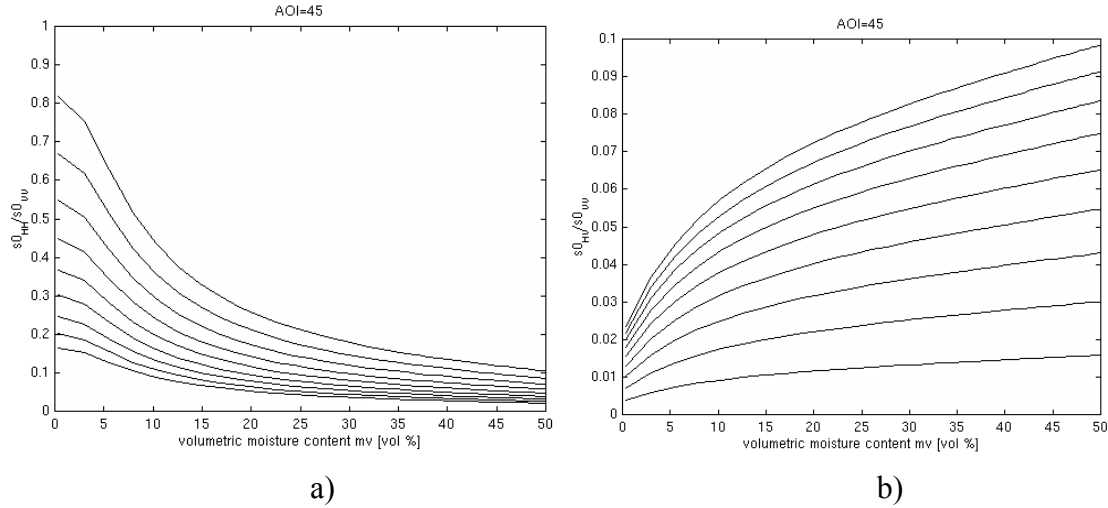 AOI=45
1
0.9
0.8
0.7
0.6
0.5
0.4
0.3
0.2
0.1
0
s0HH/s0VV
0 5 10 15 20 25 30 35 40 45 50
volumetric moisture content mv [vol %]
a)
AOI=45
0.1
0.09
0.08
0.07
0.06
0.05
0.04
0.03
0.02
0.01
0
s0HV/s0VV
0 5 10 15 20 25 30 35 40 45 50
volumetric moisture content mv [vol %]
b)